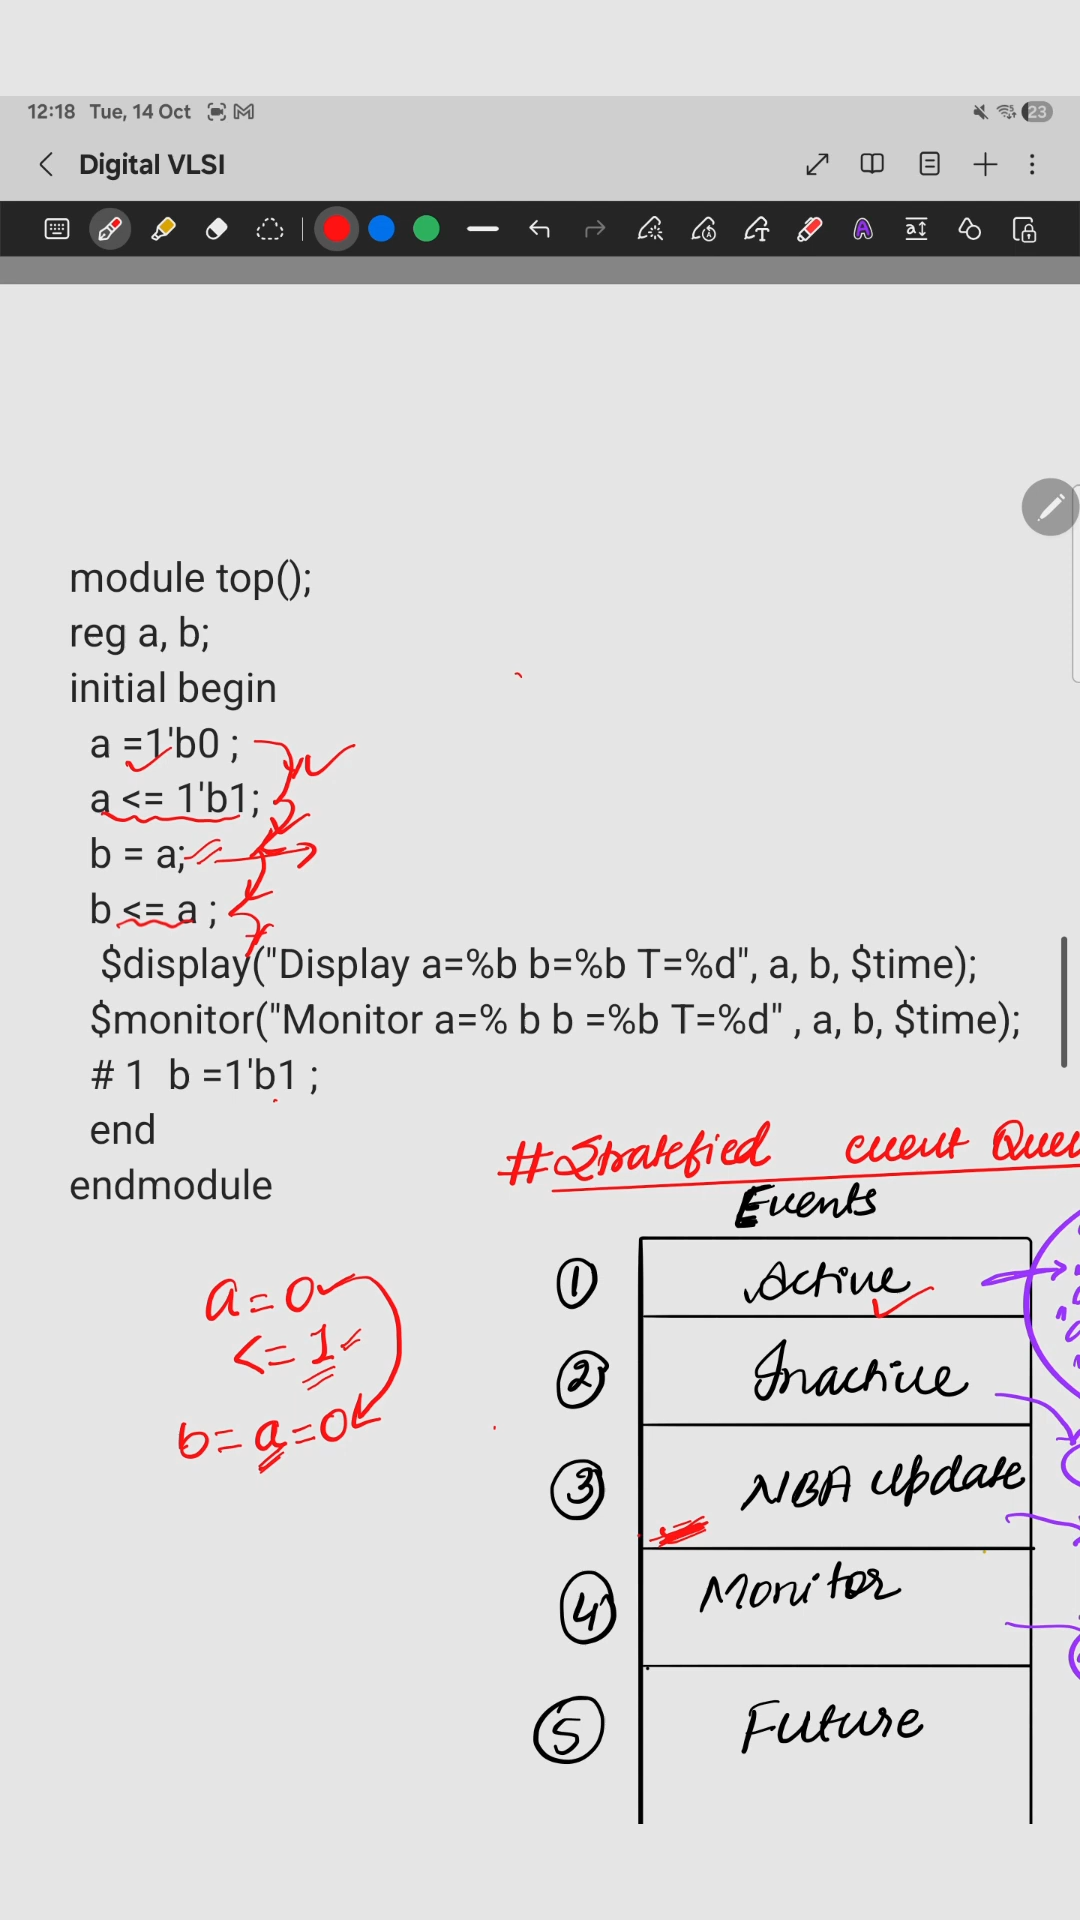 12:18 Tue, 14 Oct 23
Digital VLSI
module top();
reg a, b;
initial begin
a =1'b0 ;
a <= 1'b1;
b = a;
b <= a ;
$display("Display a=%b b=%b T=%d", a, b, $time);
$monitor("Monitor a=% b b =%b T=%d" , a, b, $time);
# 1 b =1'b1 ;
end
endmodule
#Stratefied event Que
Events
a=0
<= 1
b=a=0
1 Active
2 Inactive
3 NBA update
4 Monitor
5 Future